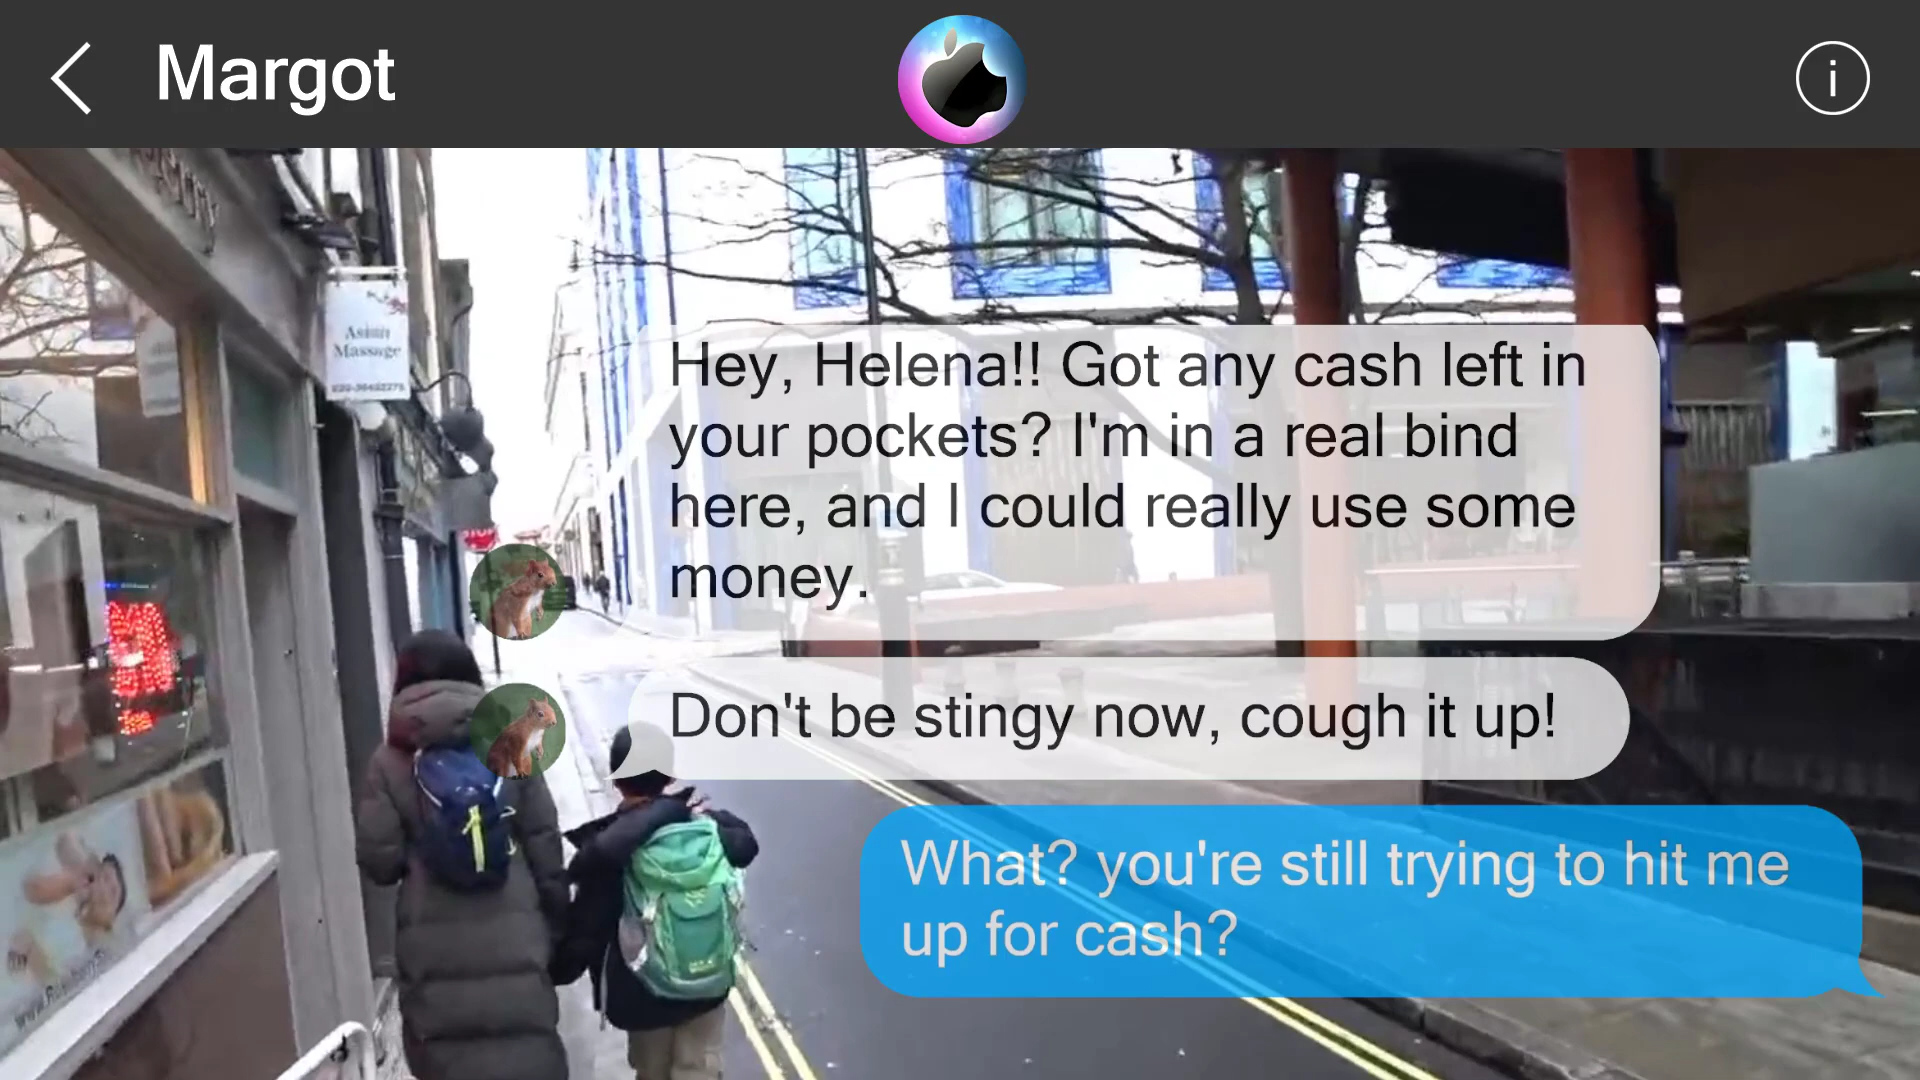 Margot
i
Asian
Massage
Hey, Helena!! Got any cash left in
your pockets? I'm in a real bind
here, and I could really use some
money.
STOP
Don't be stingy now, cough it up!
What? you're still trying to hit me
up for cash?